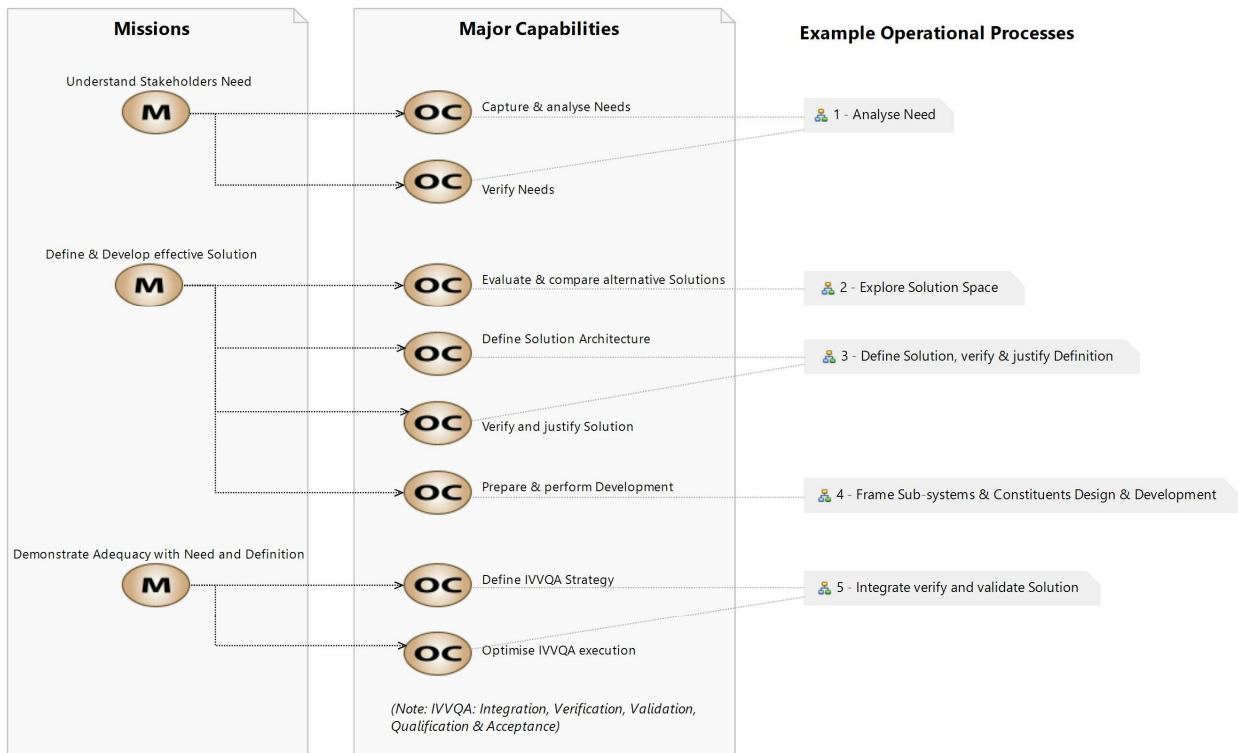 Missions
Major Capabilities
Example Operational Processes
Understand Stakeholders Need
M
OC
Capture & analyse Needs
1 - Analyse Need
OC
Verify Needs
Define & Develop effective Solution
M
OC
Evaluate & compare alternative Solutions
2 - Explore Solution Space
OC
Define Solution Architecture
3 - Define Solution, verify & justify Definition
OC
Verify and justify Solution
OC
Prepare & perform Development
4 - Frame Sub-systems & Constituents Design & Development
Demonstrate Adequacy with Need and Definition
M
OC
Define IVVQA Strategy
5 - Integrate verify and validate Solution
OC
Optimise IVVQA execution
(Note: IVVQA: Integration, Verification, Validation,
Qualification & Acceptance)